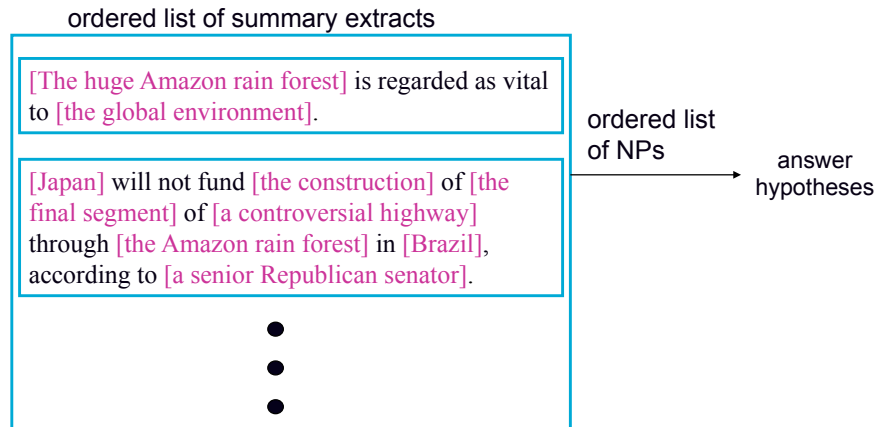 ordered list of summary extracts
[The huge Amazon rain forest] is regarded as vital
to [the global environment].
[Japan] will not fund [the construction] of [the
final segment] of [a controversial highway]
through [the Amazon rain forest] in [Brazil],
according to [a senior Republican senator].
ordered list
of NPs
answer
hypotheses